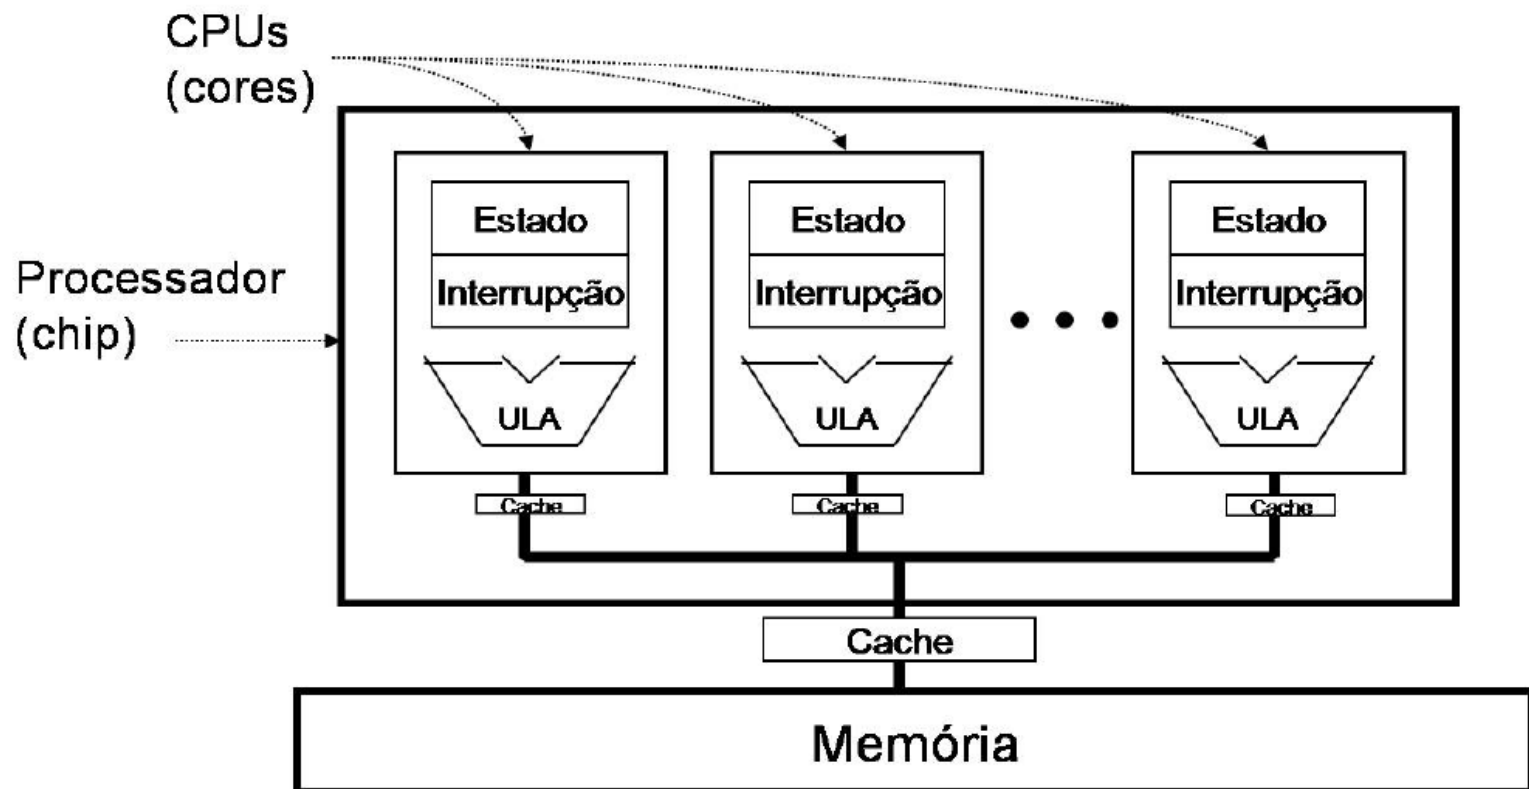 CPUs
(cores)
Processador
(chip)
Estado
Interrupção
ULA
Cache
Estado
Interrupção
ULA
Cache
Estado
Interrupção
ULA
Cache
Cache
Memória